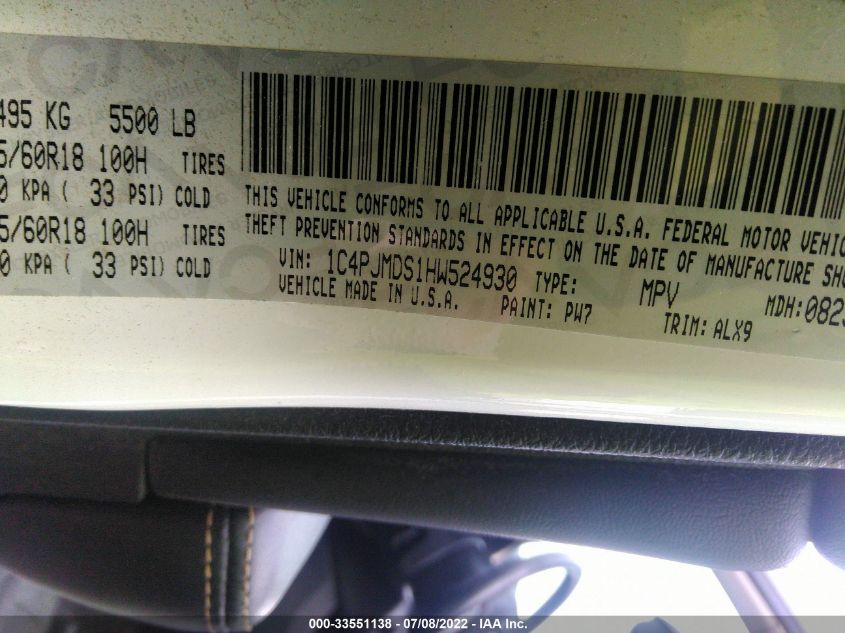 495 KG 5500 LB
5/60R18 100H TIRES
0 KPA ( 33 PSI) COLD
5/60R18 100H TIRES
0 KPA ( 33 PSI) COLD
THIS VEHICLE CONFORMS TO ALL APPLICABLE U.S.A. FEDERAL MOTOR VEHIC
THEFT PREVENTION STANDARDS IN EFFECT ON THE DATE OF MANUFACTURE SHO
VIN: 1C4PJMDS1HW524930 TYPE: MPV MDH:082
VEHICLE MADE IN U.S.A. PAINT: PW7 TRIM: ALX9
000-33551138 - 07/08/2022 - IAA Inc.